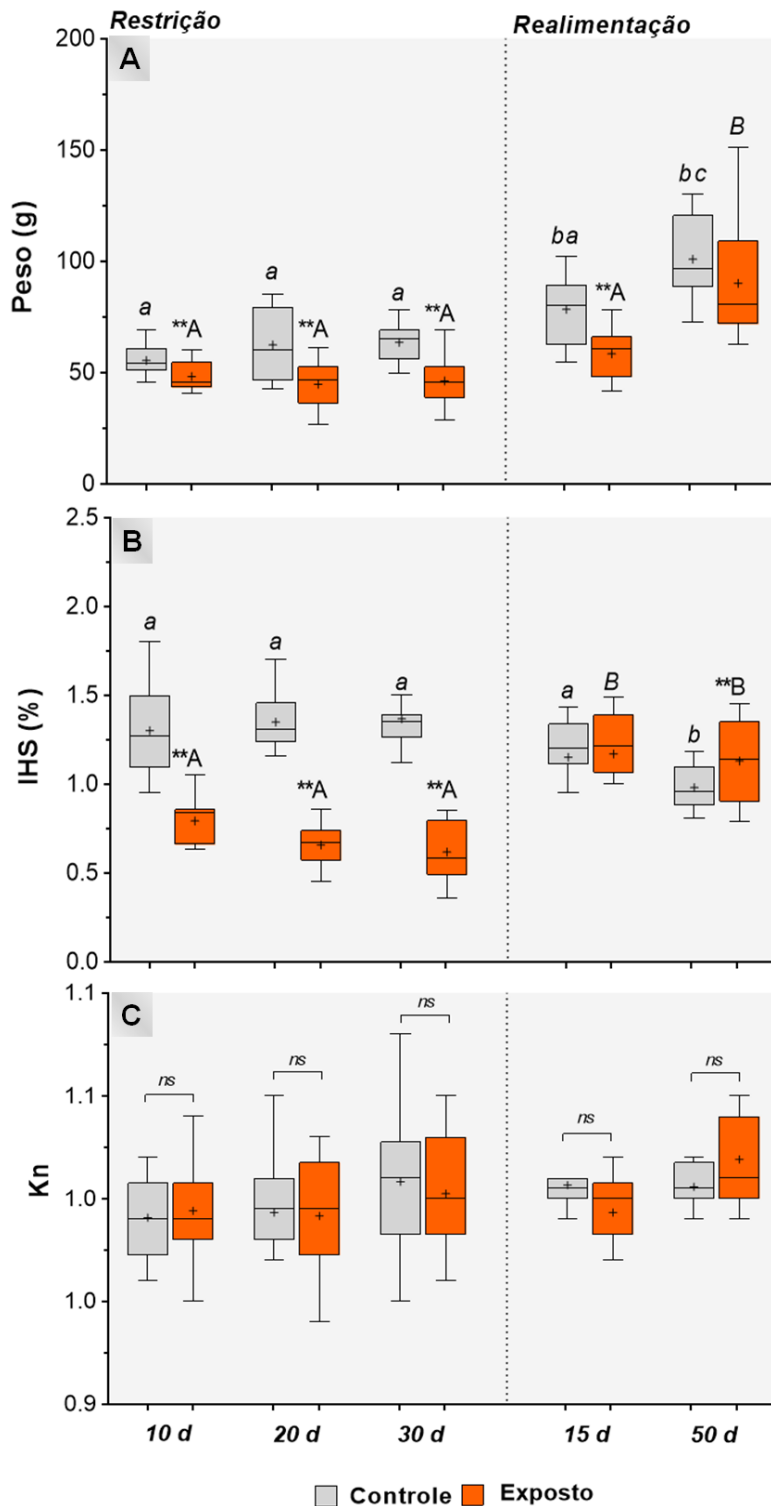 Restrição
Realimentação
A
Peso (g)
200
150
100
50
0
a
**A
a
**A
a
**A
ba
**A
bc
B
B
IHS (%)
2.5
2.0
1.5
1.0
0.5
0.0
a
**A
a
**A
a
**A
a
B
b
**B
C
Kn
1.1
1.1
1.0
1.0
0.9
ns
ns
ns
ns
ns
10 d
20 d
30 d
15 d
50 d
Controle
Exposto